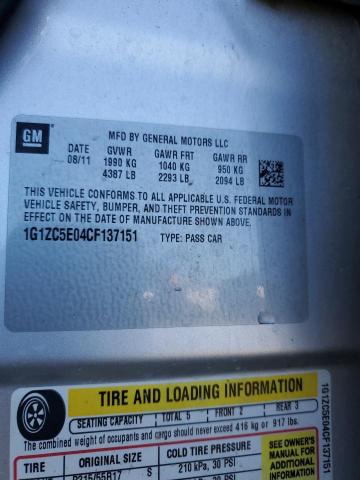 GM
MFD BY GENERAL MOTORS LLC
DATE GVWR GAWR FRT GAWR RR
08/11 1990 KG 1040 KG 950 KG
4387 LB 2293 LB 2094 LB
THIS VEHICLE CONFORMS TO ALL APPLICABLE U.S. FEDERAL MOTOR
VEHICLE SAFETY, BUMPER, AND THEFT PREVENTION STANDARDS IN
EFFECT ON THE DATE OF MANUFACTURE SHOWN ABOVE.
1G1ZC5E04CF137151 TYPE: PASS CAR
TIRE AND LOADING INFORMATION
SEATING CAPACITY TOTAL 5 FRONT 2 REAR 3
The combined weight of occupants and cargo should never exceed 416 kg or 917 lbs.
TIRE ORIGINAL SIZE COLD TIRE PRESSURE
P215/55R17 S 210 kPa, 30 PSI
30 PSI
SEE OWNER'S
MANUAL FOR
ADDITIONAL
INFORMATION
1G1ZC5E04CF137151